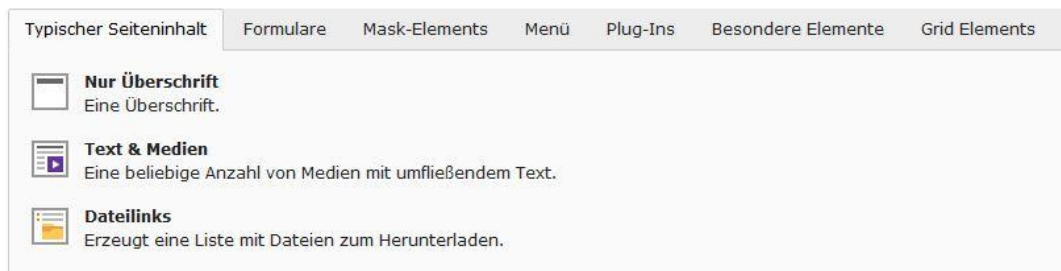 Typischer Seiteninhalt Formulare Mask-Elements Menü Plug-Ins Besondere Elemente Grid Elements
Nur Überschrift
Eine Überschrift.
Text & Medien
Eine beliebige Anzahl von Medien mit umfließendem Text.
Dateilinks
Erzeugt eine Liste mit Dateien zum Herunterladen.